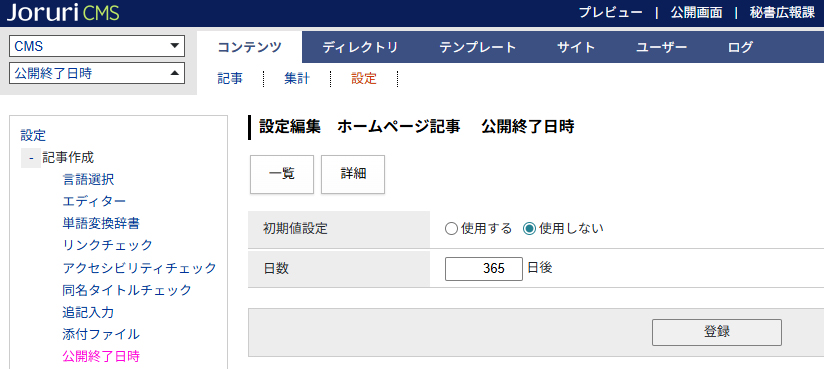 Joruri CMS
プレビュー | 公開画面 | 秘書広報課
CMS
コンテンツ ディレクトリ テンプレート サイト ユーザー ログ
公開終了日時
記事 集計 設定
設定
- 記事作成
言語選択
エディター
単語変換辞書
リンクチェック
アクセシビリティチェック
同名タイトルチェック
追記入力
添付ファイル
公開終了日時
設定編集 ホームページ記事 公開終了日時
一覧 詳細
初期値設定 使用する 使用しない
日数 365 日後
登録